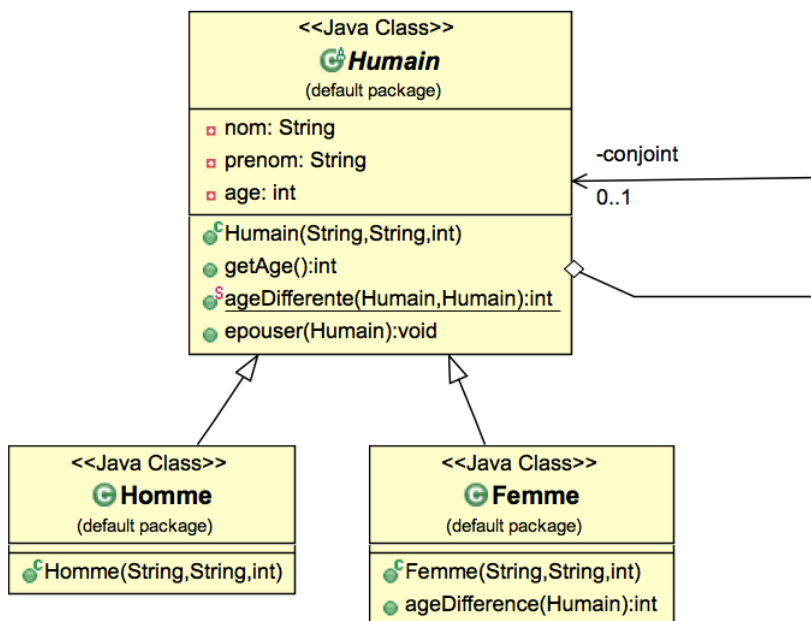 <<Java Class>>
Humain
(default package)
nom: String
prenom: String
age: int
Humain(String,String,int)
getAge():int
ageDifferente(Humain,Humain):int
epouser(Humain):void
-conjoint
0..1
<<Java Class>>
Homme
(default package)
Homme(String,String,int)
<<Java Class>>
Femme
(default package)
Femme(String,String,int)
ageDifference(Humain):int